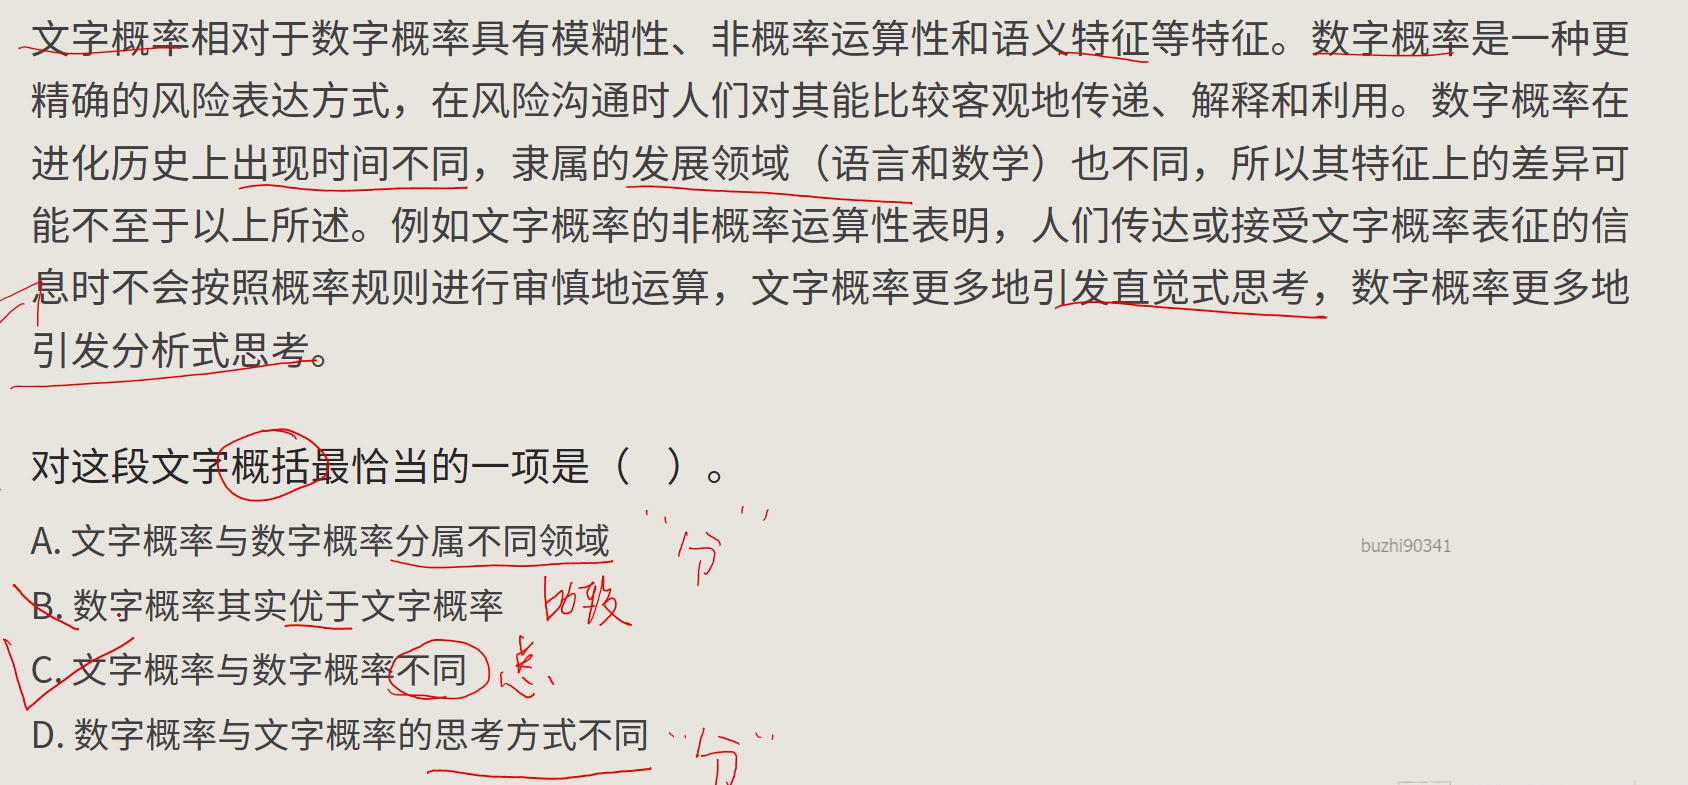 文字概率相对于数字概率具有模糊性、非概率运算性和语义特征等特征。数字概率是一种更
精确的风险表达方式，在风险沟通时人们对其能比较客观地传递、解释和利用。数字概率在
进化历史上出现时间不同，隶属的发展领域（语言和数学）也不同，所以其特征上的差异可
能不至于以上所述。例如文字概率的非概率运算性表明，人们传达或接受文字概率表征的信
息时不会按照概率规则进行审慎地运算，文字概率更多地引发直觉式思考，数字概率更多地
引发分析式思考。
对这段文字概括最恰当的一项是（ ）。
A. 文字概率与数字概率分属不同领域 “分”
buzhi90341
B. 数字概率其实优于文字概率 比较
C. 文字概率与数字概率不同 总
D. 数字概率与文字概率的思考方式不同 “分”